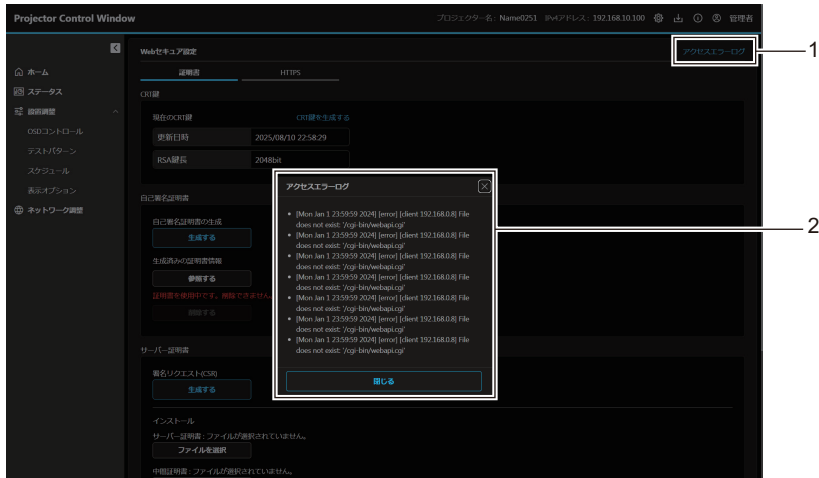 Projector Control Window
プロジェクター名: Name0251 IPv4アドレス: 192.168.10.100 管理者
Webセキュア設定
アクセスエラーログ
1
ホーム
ステータス
設置調整
OSDコントロール
テストパターン
スケジュール
表示オプション
ネットワーク調整
証明書 HTTPS
CRT鍵
現在のCRT鍵 CRT鍵を生成する
更新日時 2025/08/10 22:58:29
RSA鍵長 2048bit
自己署名証明書
自己署名証明書の生成
生成する
生成済みの証明書情報
参照する
証明書を使用中です。削除できません。
削除する
サーバー証明書
署名リクエスト(CSR)
生成する
インストール
サーバー証明書 : ファイルが選択されていません。
ファイルを選択
中間証明書 : ファイルが選択されていません。
アクセスエラーログ
• [Mon Jan 1 23:59:59 2024] [error] [client 192.168.0.8] File
does not exist: '/cgi-bin/webapi.cgi'
• [Mon Jan 1 23:59:59 2024] [error] [client 192.168.0.8] File
does not exist: '/cgi-bin/webapi.cgi'
• [Mon Jan 1 23:59:59 2024] [error] [client 192.168.0.8] File
does not exist: '/cgi-bin/webapi.cgi'
• [Mon Jan 1 23:59:59 2024] [error] [client 192.168.0.8] File
does not exist: '/cgi-bin/webapi.cgi'
• [Mon Jan 1 23:59:59 2024] [error] [client 192.168.0.8] File
does not exist: '/cgi-bin/webapi.cgi'
• [Mon Jan 1 23:59:59 2024] [error] [client 192.168.0.8] File
does not exist: '/cgi-bin/webapi.cgi'
• [Mon Jan 1 23:59:59 2024] [error] [client 192.168.0.8] File
does not exist: '/cgi-bin/webapi.cgi'
閉じる
2